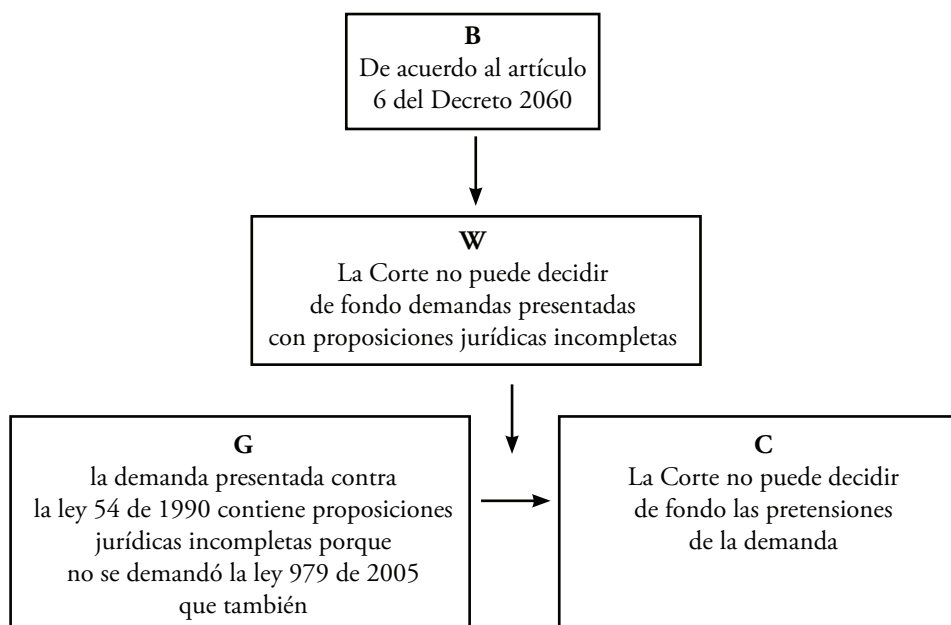 B
De acuerdo al artículo
6 del Decreto 2060
W
La Corte no puede decidir
de fondo demandas presentadas
con proposiciones jurídicas incompletas
G
la demanda presentada contra
la ley 54 de 1990 contiene proposiciones
jurídicas incompletas porque
no se demandó la ley 979 de 2005
que también
C
La Corte no puede decidir
de fondo las pretensiones
de la demanda